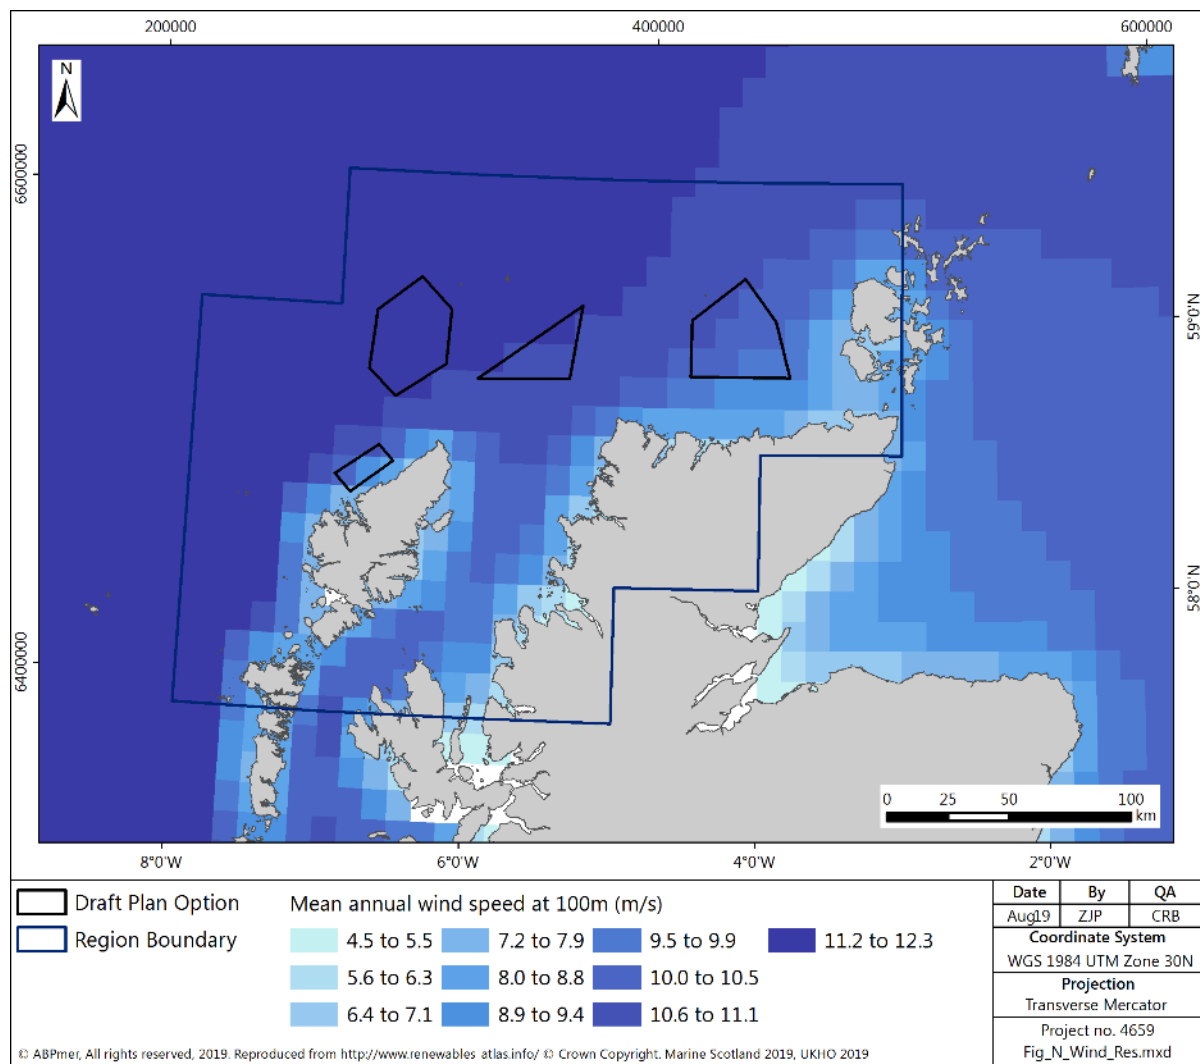 200000
400000
600000
N
6600000
59°0'N
58°0'N
6400000
0 25 50 100
km
8°0'W
6°0'W
4°0'W
2°0'W
Draft Plan Option
Region Boundary
Mean annual wind speed at 100m (m/s)
4.5 to 5.5
7.2 to 7.9
9.5 to 9.9
11.2 to 12.3
5.6 to 6.3
8.0 to 8.8
10.0 to 10.5
6.4 to 7.1
8.9 to 9.4
10.6 to 11.1
Date By QA
Aug19 ZJP CRB
Coordinate System
WGS 1984 UTM Zone 30N
Projection
Transverse Mercator
Project no. 4659
Fig_N_Wind_Res.mxd
© ABPmer, All rights reserved, 2019. Reproduced from http://www.renewables atlas.info/ © Crown Copyright. Marine Scotland 2019, UKHO 2019